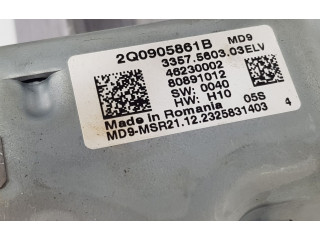 2Q0905861B MD9
3357.5603.03ELV
46230002
80891012
SW: 0040
HW: H10
Made in Romania 05S
MD9-MSR21.12.2325831403 4